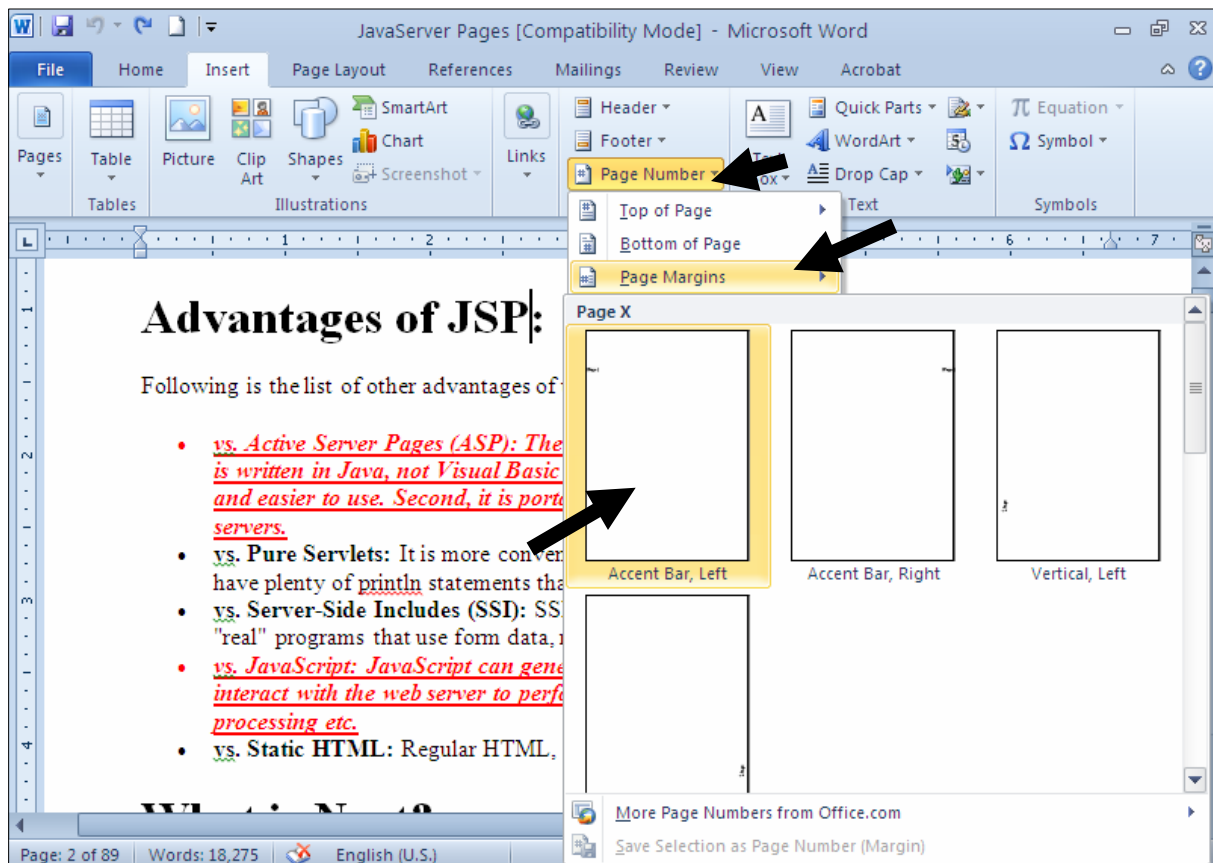 JavaServer Pages [Compatibility Mode] - Microsoft Word
File Home Insert Page Layout References Mailings Review View Acrobat
Pages
Table
Picture
Clip Art
Shapes
SmartArt
Chart
Screenshot
Links
Header
Footer
Page Number
Quick Parts
WordArt
Drop Cap
Equation
Symbol
Tables
Illustrations
Text
Symbols
Top of Page
Bottom of Page
Page Margins
1 2 6 7
Page X
Accent Bar, Left
Accent Bar, Right
Vertical, Left
More Page Numbers from Office.com
Save Selection as Page Number (Margin)
Advantages of JSP:
Following is the list of other advantages of
vs. Active Server Pages (ASP): The
is written in Java, not Visual Basic
and easier to use. Second, it is
servers.
vs. Pure Servlets: It is more
have plenty of println statements
vs. Server-Side Includes (SSI):
"real" programs that use form data,
vs. JavaScript: JavaScript can
interact with the web server to
processing etc.
vs. Static HTML: Regular HTML,
Page: 2 of 89 Words: 18,275 English (U.S.)